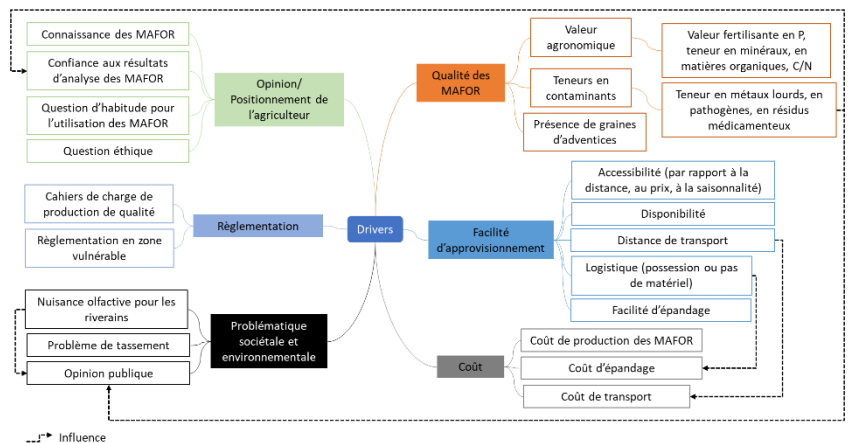 Connaissance des MAFOR
Confiance aux résultats
d'analyse des MAFOR
Question d'habitude pour
l'utilisation des MAFOR
Question éthique
Opinion/
Positionnement de
l'agriculteur
Cahiers de charge de
production de qualité
Règlementation en zone
vulnérable
Règlementation
Nuisance olfactive pour les
riverains
Problème de tassement
Opinion publique
Problématique
sociétale et
environnementale
Drivers
Qualité des
MAFOR
Valeur
agronomique
Valeur fertilisante en P,
teneur en minéraux, en
matières organiques, C/N
Teneurs en
contaminants
Teneur en métaux lourds, en
pathogènes, en résidus
médicamenteux
Présence de graines
d'adventices
Facilité
d'approvisionnement
Accessibilité (par rapport à la
distance, au prix, à la saisonnalité)
Disponibilité
Distance de transport
Logistique (possession ou pas
de matériel)
Facilité d'épandage
Coût
Coût de production des MAFOR
Coût d'épandage
Coût de transport
Influence